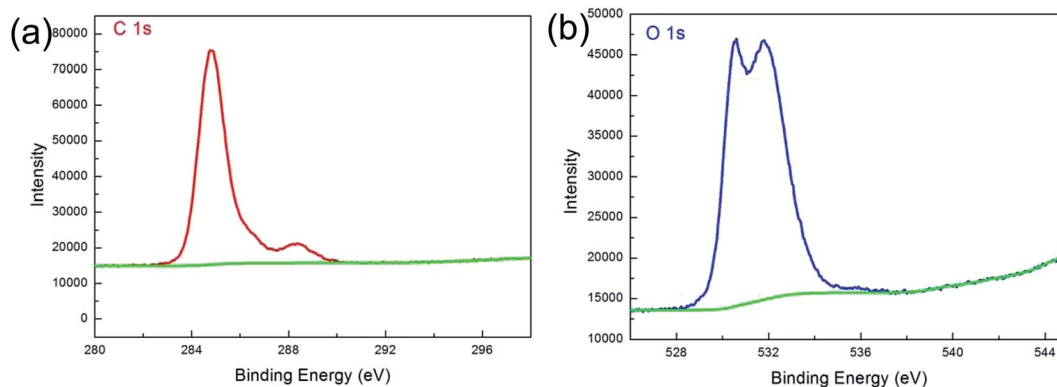 (a)
C 1s
80000
70000
60000
50000
40000
30000
20000
10000
0
Intensity
280 284 288 292 296
Binding Energy (eV)
(b)
O 1s
50000
45000
40000
35000
30000
25000
20000
15000
10000
Intensity
528 532 536 540 544
Binding Energy (eV)